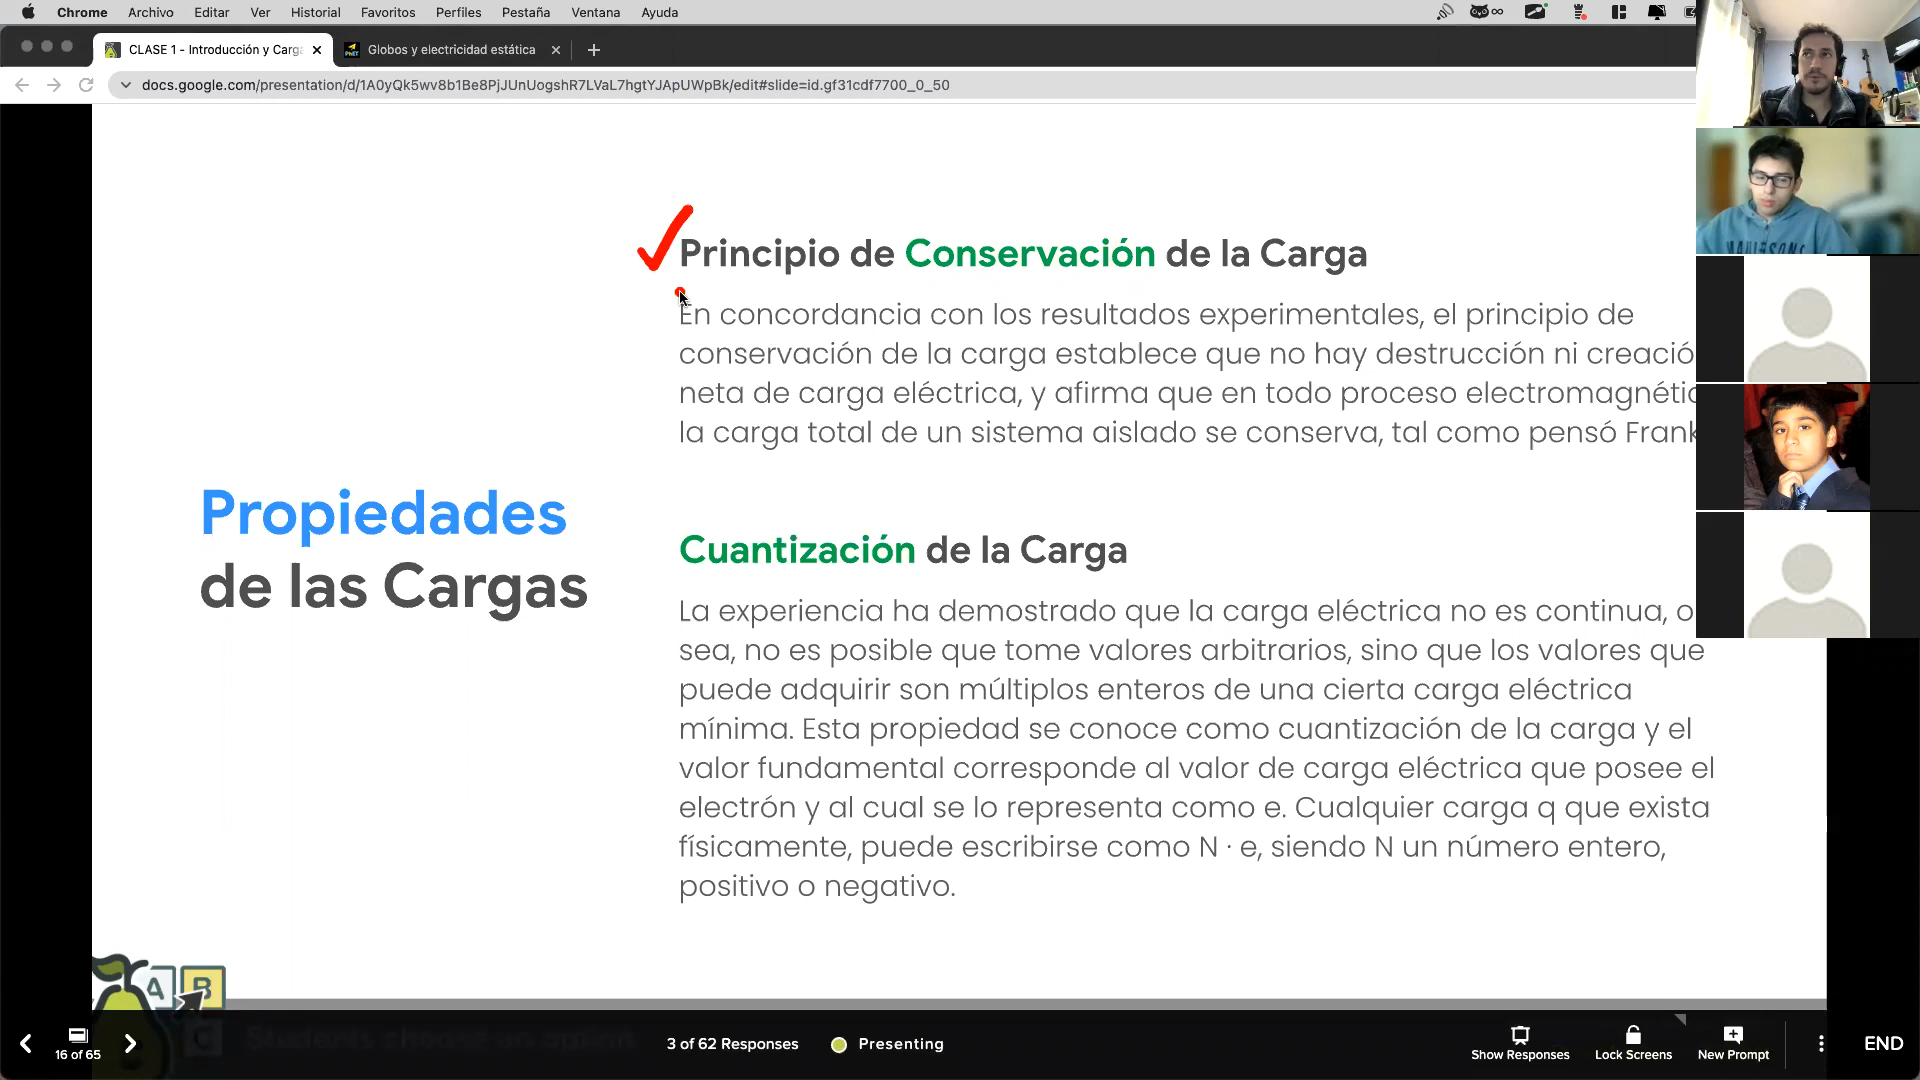 Chrome Archivo Editar Ver Historial Favoritos Perfiles Pestaña Ventana Ayuda
CLASE 1 - Introducción y Carga
Globos y electricidad estática
docs.google.com/presentation/d/1A0yQk5wv8b1Be8PjJUnUogshR7LVaL7hgtYJApUWpBk/edit#slide=id.gf31cdf7700_0_50
Propiedades
de las Cargas
Principio de Conservación de la Carga
En concordancia con los resultados experimentales, el principio de
conservación de la carga establece que no hay destrucción ni creació
neta de carga eléctrica, y afirma que en todo proceso electromagnétic
la carga total de un sistema aislado se conserva, tal como pensó Frank
Cuantización de la Carga
La experiencia ha demostrado que la carga eléctrica no es continua, o
sea, no es posible que tome valores arbitrarios, sino que los valores que
puede adquirir son múltiplos enteros de una cierta carga eléctrica
mínima. Esta propiedad se conoce como cuantización de la carga y el
valor fundamental corresponde al valor de carga eléctrica que posee el
electrón y al cual se lo representa como e. Cualquier carga q que exista
físicamente, puede escribirse como N · e, siendo N un número entero,
positivo o negativo.
A B
C Students choose an option
16 of 65
3 of 62 Responses
Presenting
Show Responses
Lock Screens
New Prompt
END